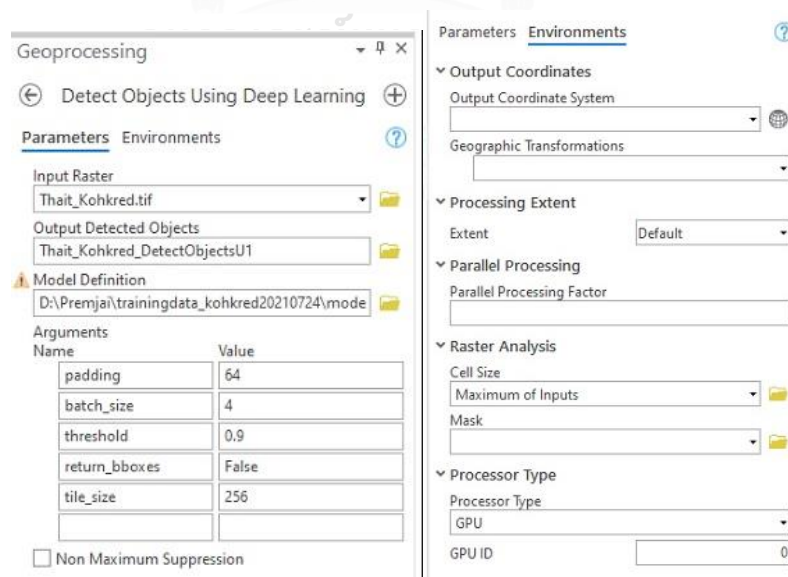 Geoprocessing
Detect Objects Using Deep Learning
Parameters Environments
Input Raster
Thait_Kohkred.tif
Output Detected Objects
Thait_Kohkred_DetectObjectsU1
Model Definition
D:\Premjai\trainingdata_kohkred20210724\mode
Arguments
Name Value
padding 64
batch_size 4
threshold 0.9
return_bboxes False
tile_size 256
Non Maximum Suppression
Parameters Environments
Output Coordinates
Output Coordinate System
Geographic Transformations
Processing Extent
Extent Default
Parallel Processing
Parallel Processing Factor
Raster Analysis
Cell Size
Maximum of Inputs
Mask
Processor Type
Processor Type
GPU
GPU ID 0